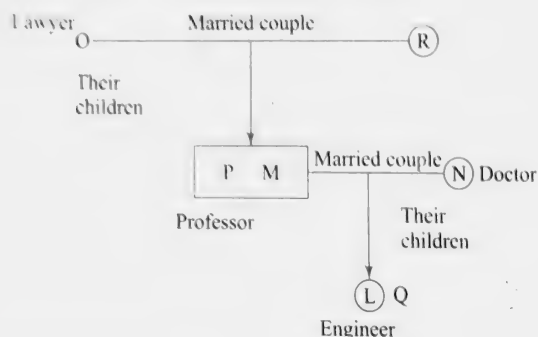 Lawyer Married couple
O R
Their
children
P M Married couple N Doctor
Professor Their
children
L Q
Engineer